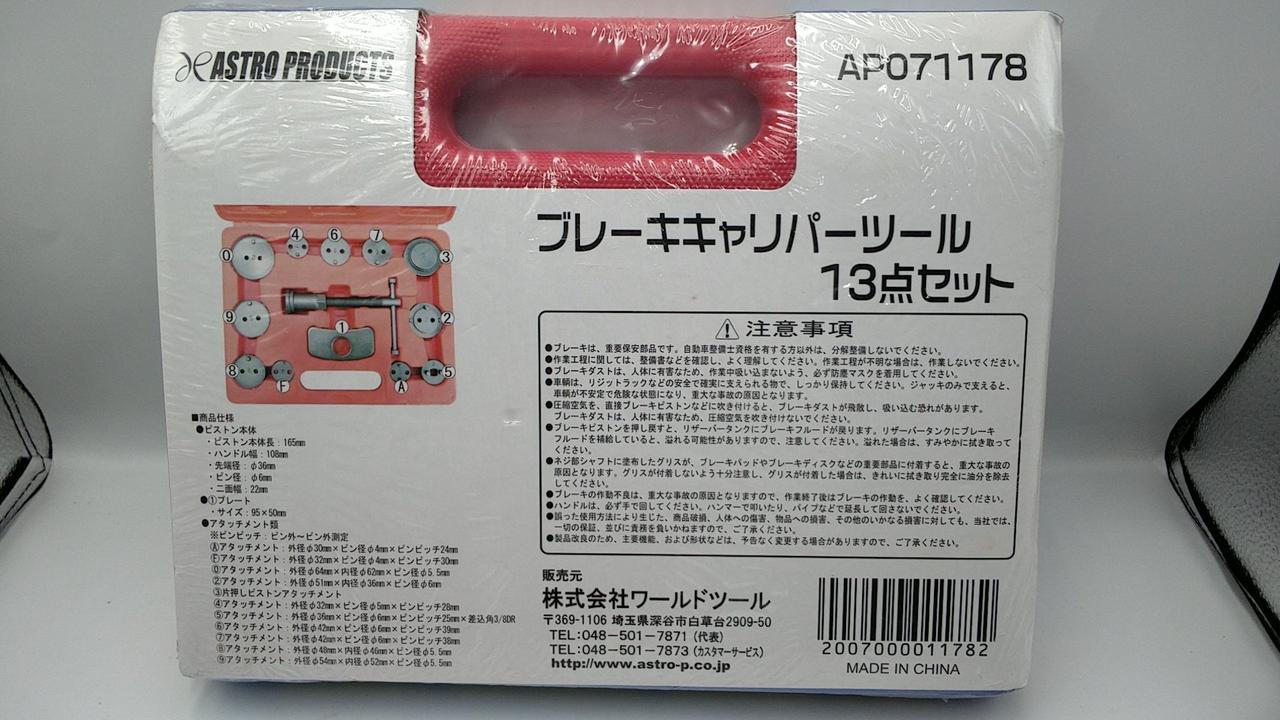 ASTRO PRODUCTS
AP071178
ブレーキキャリパーツール
13点セット
0
4
6
7
3
9
1
2
8
F
A
5
注意事項
●ブレーキは、重要保安部品です。自動車整備士資格を有する方以外は、分解整備しないでください。
●作業工程に関しては、整備書などを確認し、よく理解してください。作業工程が不明な場合は、作業しないでください。
●ブレーキダストは、人体に有害なため、作業中吸い込まないよう、必ず防塵マスクを着用してください。
●車輌は、リジットラックなどの安全で確実に支えられる物で、しっかり保持してください。ジャッキのみで支えると、
車輌が不安定で危険な状態になり、重大な事故の原因となります。
●圧縮空気を、直接ブレーキピストンなどに吹き付けると、ブレーキダストが飛散し、吸い込む恐れがあります。
ブレーキダストは、人体に有害なため、圧縮空気を吹き付けないでください。
●ブレーキピストンを押し戻すと、リザーバータンクにブレーキフルードが戻ります。リザーバータンクにブレーキ
フルードを補給していると、溢れる可能性がありますので、注意してください。溢れた場合は、すみやかに拭き取って
ください。
●ネジ部シャフトに塗布したグリスが、ブレーキパッドやブレーキディスクなどの重要部品に付着すると、重大な事故の
原因となります。グリスが付着しないよう十分注意し、グリスが付着した場合は、きれいに拭き取り完全に油分を除去
してください。
●ブレーキの作動不良は、重大な事故の原因となりますので、作業終了後はブレーキの作動を、よく確認してください。
●ハンドルは、必ず手で回してください。ハンマーで叩いたり、パイプなどで延長して回さないでください。
●誤った使用方法により生じた、商品破損、人体への傷害、物品への損害、その他のいかなる損害に対しても、当社では、
一切の保証、並びに責務を負いかねますので、ご了承ください。
●製品改良のため、主要機能、および形状などは、予告なく変更する場合がありますので、ご了承ください。
■商品仕様
●ピストン本体
・ピストン本体長：165mm
・ハンドル幅：108mm
・先端径：φ36mm
・ピン径：φ6mm
・二面幅：22mm
●①プレート
・サイズ：95×50mm
●アタッチメント類
※ピンピッチ：ピン外～ピン外測定
Ⓐアタッチメント：外径φ30mm×ピン径φ4mm×ピンピッチ24mm
Ⓕアタッチメント：外径φ32mm×ピン径φ4mm×ピンピッチ30mm
⓪アタッチメント：外径φ64mm×内径φ62mm×ピン径φ5.5mm
②アタッチメント：外径φ51mm×内径φ36mm×ピン径φ6mm
③片押しピストンアタッチメント
④アタッチメント：外径φ32mm×ピン径φ5mm×ピンピッチ28mm
⑤アタッチメント：外径φ36mm×ピン径φ6mm×ピンピッチ25mm×差込角3/8DR
⑥アタッチメント：外径φ42mm×ピン径φ6mm×ピンピッチ39mm
⑦アタッチメント：外径φ42mm×ピン径φ6mm×ピンピッチ38mm
⑧アタッチメント：外径φ48mm×内径φ46mm×ピン径φ5.5mm
⑨アタッチメント：外径φ54mm×内径φ52mm×ピン径φ5.5mm
販売元
株式会社ワールドツール
〒369-1106 埼玉県深谷市白草台2909-50
TEL:048-501-7871（代表）
TEL:048-501-7873（カスタマーサービス）
http://www.astro-p.co.jp
2007000011782
MADE IN CHINA